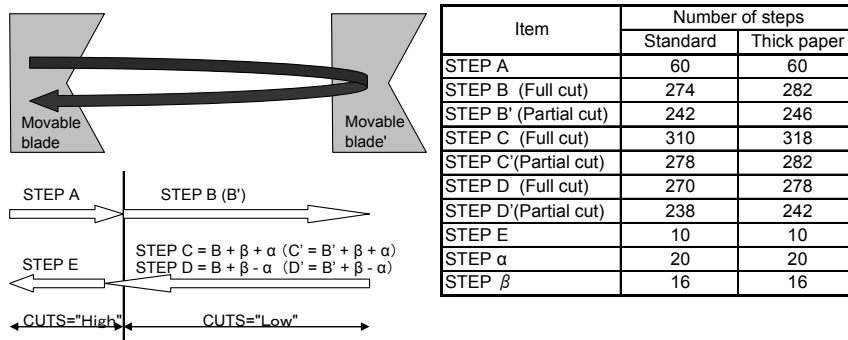 Movable
blade
Movable
blade'
STEP A
STEP B (B')
STEP C = B + β + α (C' = B' + β + α)
STEP E
STEP D = B + β - α (D' = B' + β - α)
CUTS="High"
CUTS="Low"
Item Number of steps
Standard Thick paper
STEP A 60 60
STEP B (Full cut) 274 282
STEP B' (Partial cut) 242 246
STEP C (Full cut) 310 318
STEP C'(Partial cut) 278 282
STEP D (Full cut) 270 278
STEP D'(Partial cut) 238 242
STEP E 10 10
STEP α 20 20
STEP β 16 16